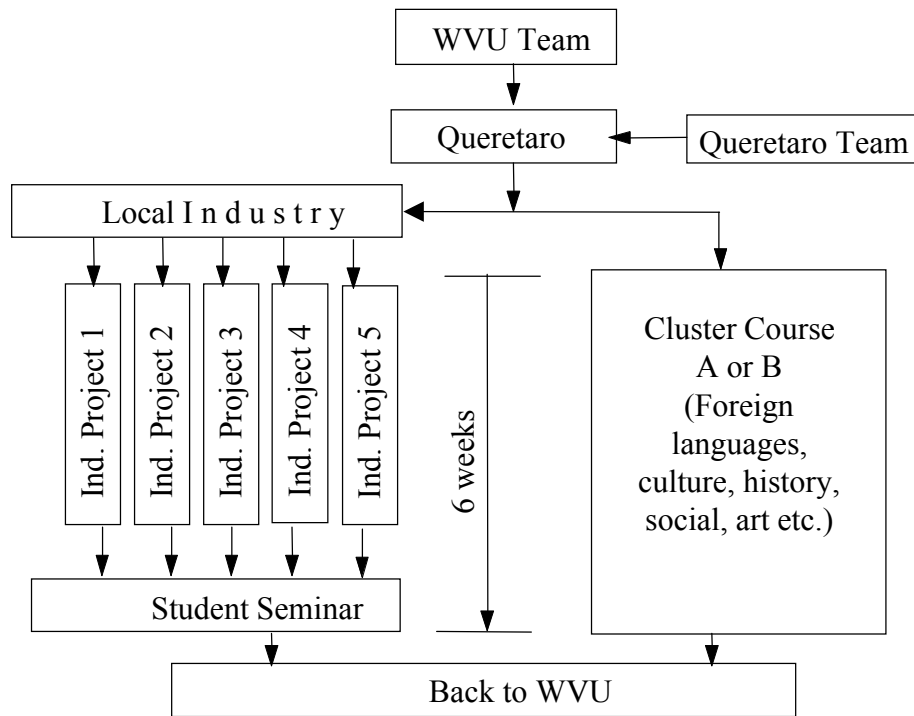 WVU Team
Queretaro
Queretaro Team
Local I n d u s t r y
Ind. Project 1
Ind. Project 2
Ind. Project 3
Ind. Project 4
Ind. Project 5
6 weeks
Cluster Course
A or B
(Foreign
languages,
culture, history,
social, art etc.)
Student Seminar
Back to WVU